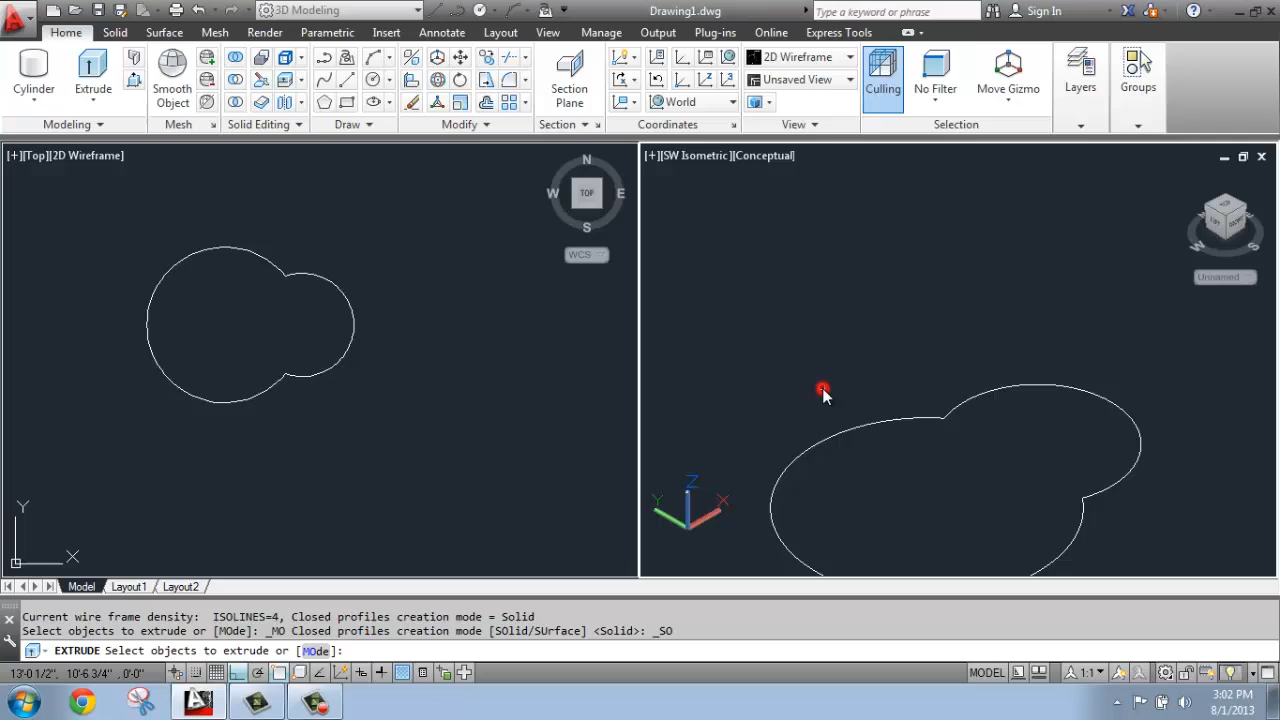 3D Modeling
Drawing1.dwg
Type a keyword or phrase
Sign In
Home
Solid
Surface
Mesh
Render
Parametric
Insert
Annotate
Layout
View
Manage
Output
Plug-ins
Online
Express Tools
Cylinder
Extrude
Smooth
Object
Section
Plane
2D Wireframe
Unsaved View
World
Culling
No Filter
Move Gizmo
Layers
Groups
Modeling
Mesh
Solid Editing
Draw
Modify
Section
Coordinates
View
Selection
[+][Top][2D Wireframe]
N
W
TOP
E
S
WCS
Y
X
[+][SW Isometric][Conceptual]
TOP
LEFT
FRONT
W
S
Unnamed
Z
Y
X
Model
Layout1
Layout2
Current wire frame density:  ISOLINES=4, Closed profiles creation mode = Solid
Select objects to extrude or [MOde]: _MO Closed profiles creation mode [SOlid/SUrface] <Solid>: _SO
EXTRUDE Select objects to extrude or [MOde]:
13'-0 1/2", 10'-6 3/4", 0'-0"
MODEL
1:1
3:02 PM
8/1/2013